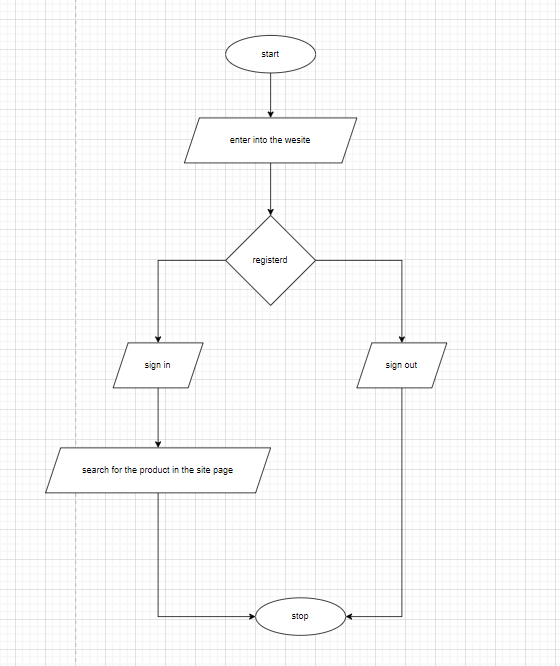 start
enter into the wesite
registerd
sign in
sign out
search for the product in the site page
stop